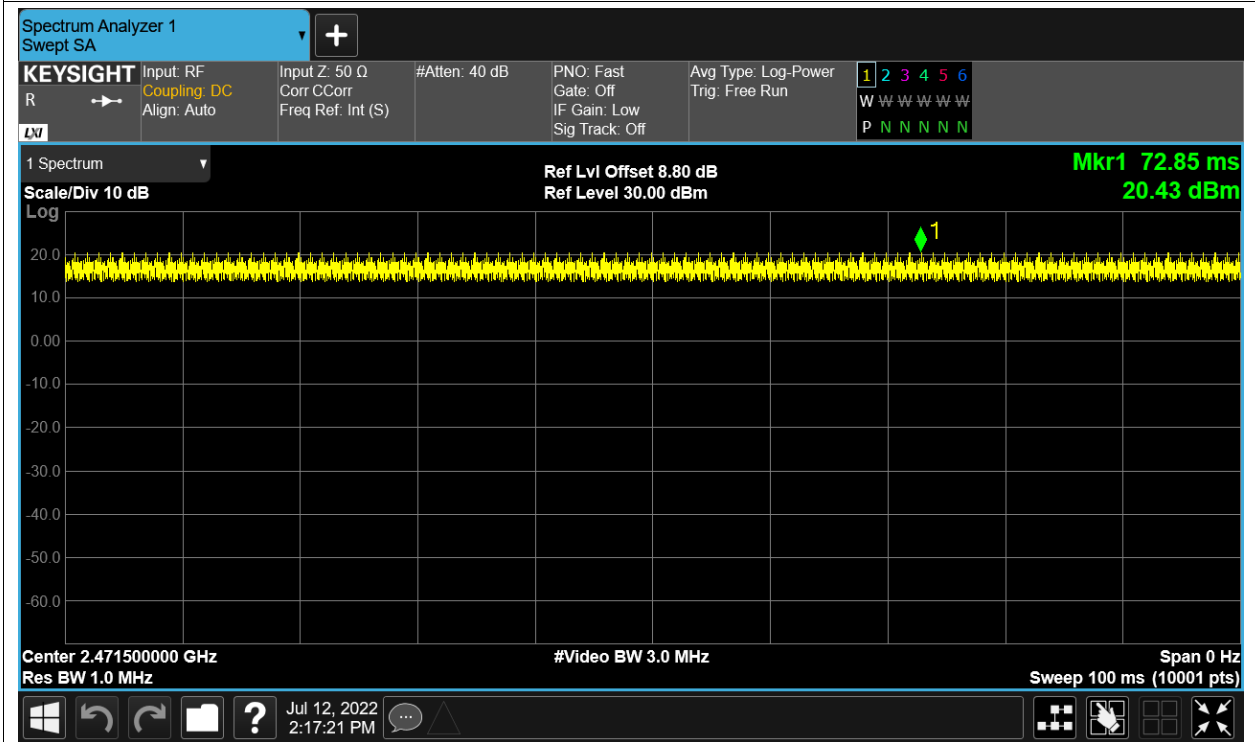 Spectrum Analyzer 1
Swept SA
KEYSIGHT
R
LXI
Input: RF
Coupling: DC
Align: Auto
Input Z: 50 Ω
Corr CCorr
Freq Ref: Int (S)
#Atten: 40 dB
PNO: Fast
Gate: Off
IF Gain: Low
Sig Track: Off
Avg Type: Log-Power
Trig: Free Run
1 2 3 4 5 6
W W W W W W
P N N N N N
1 Spectrum
Scale/Div 10 dB
Log
Ref Lvl Offset 8.80 dB
Ref Level 30.00 dBm
Mkr1 72.85 ms
20.43 dBm
1
20.0
10.0
0.00
-10.0
-20.0
-30.0
-40.0
-50.0
-60.0
Center 2.471500000 GHz
Res BW 1.0 MHz
#Video BW 3.0 MHz
Span 0 Hz
Sweep 100 ms (10001 pts)
Jul 12, 2022
2:17:21 PM